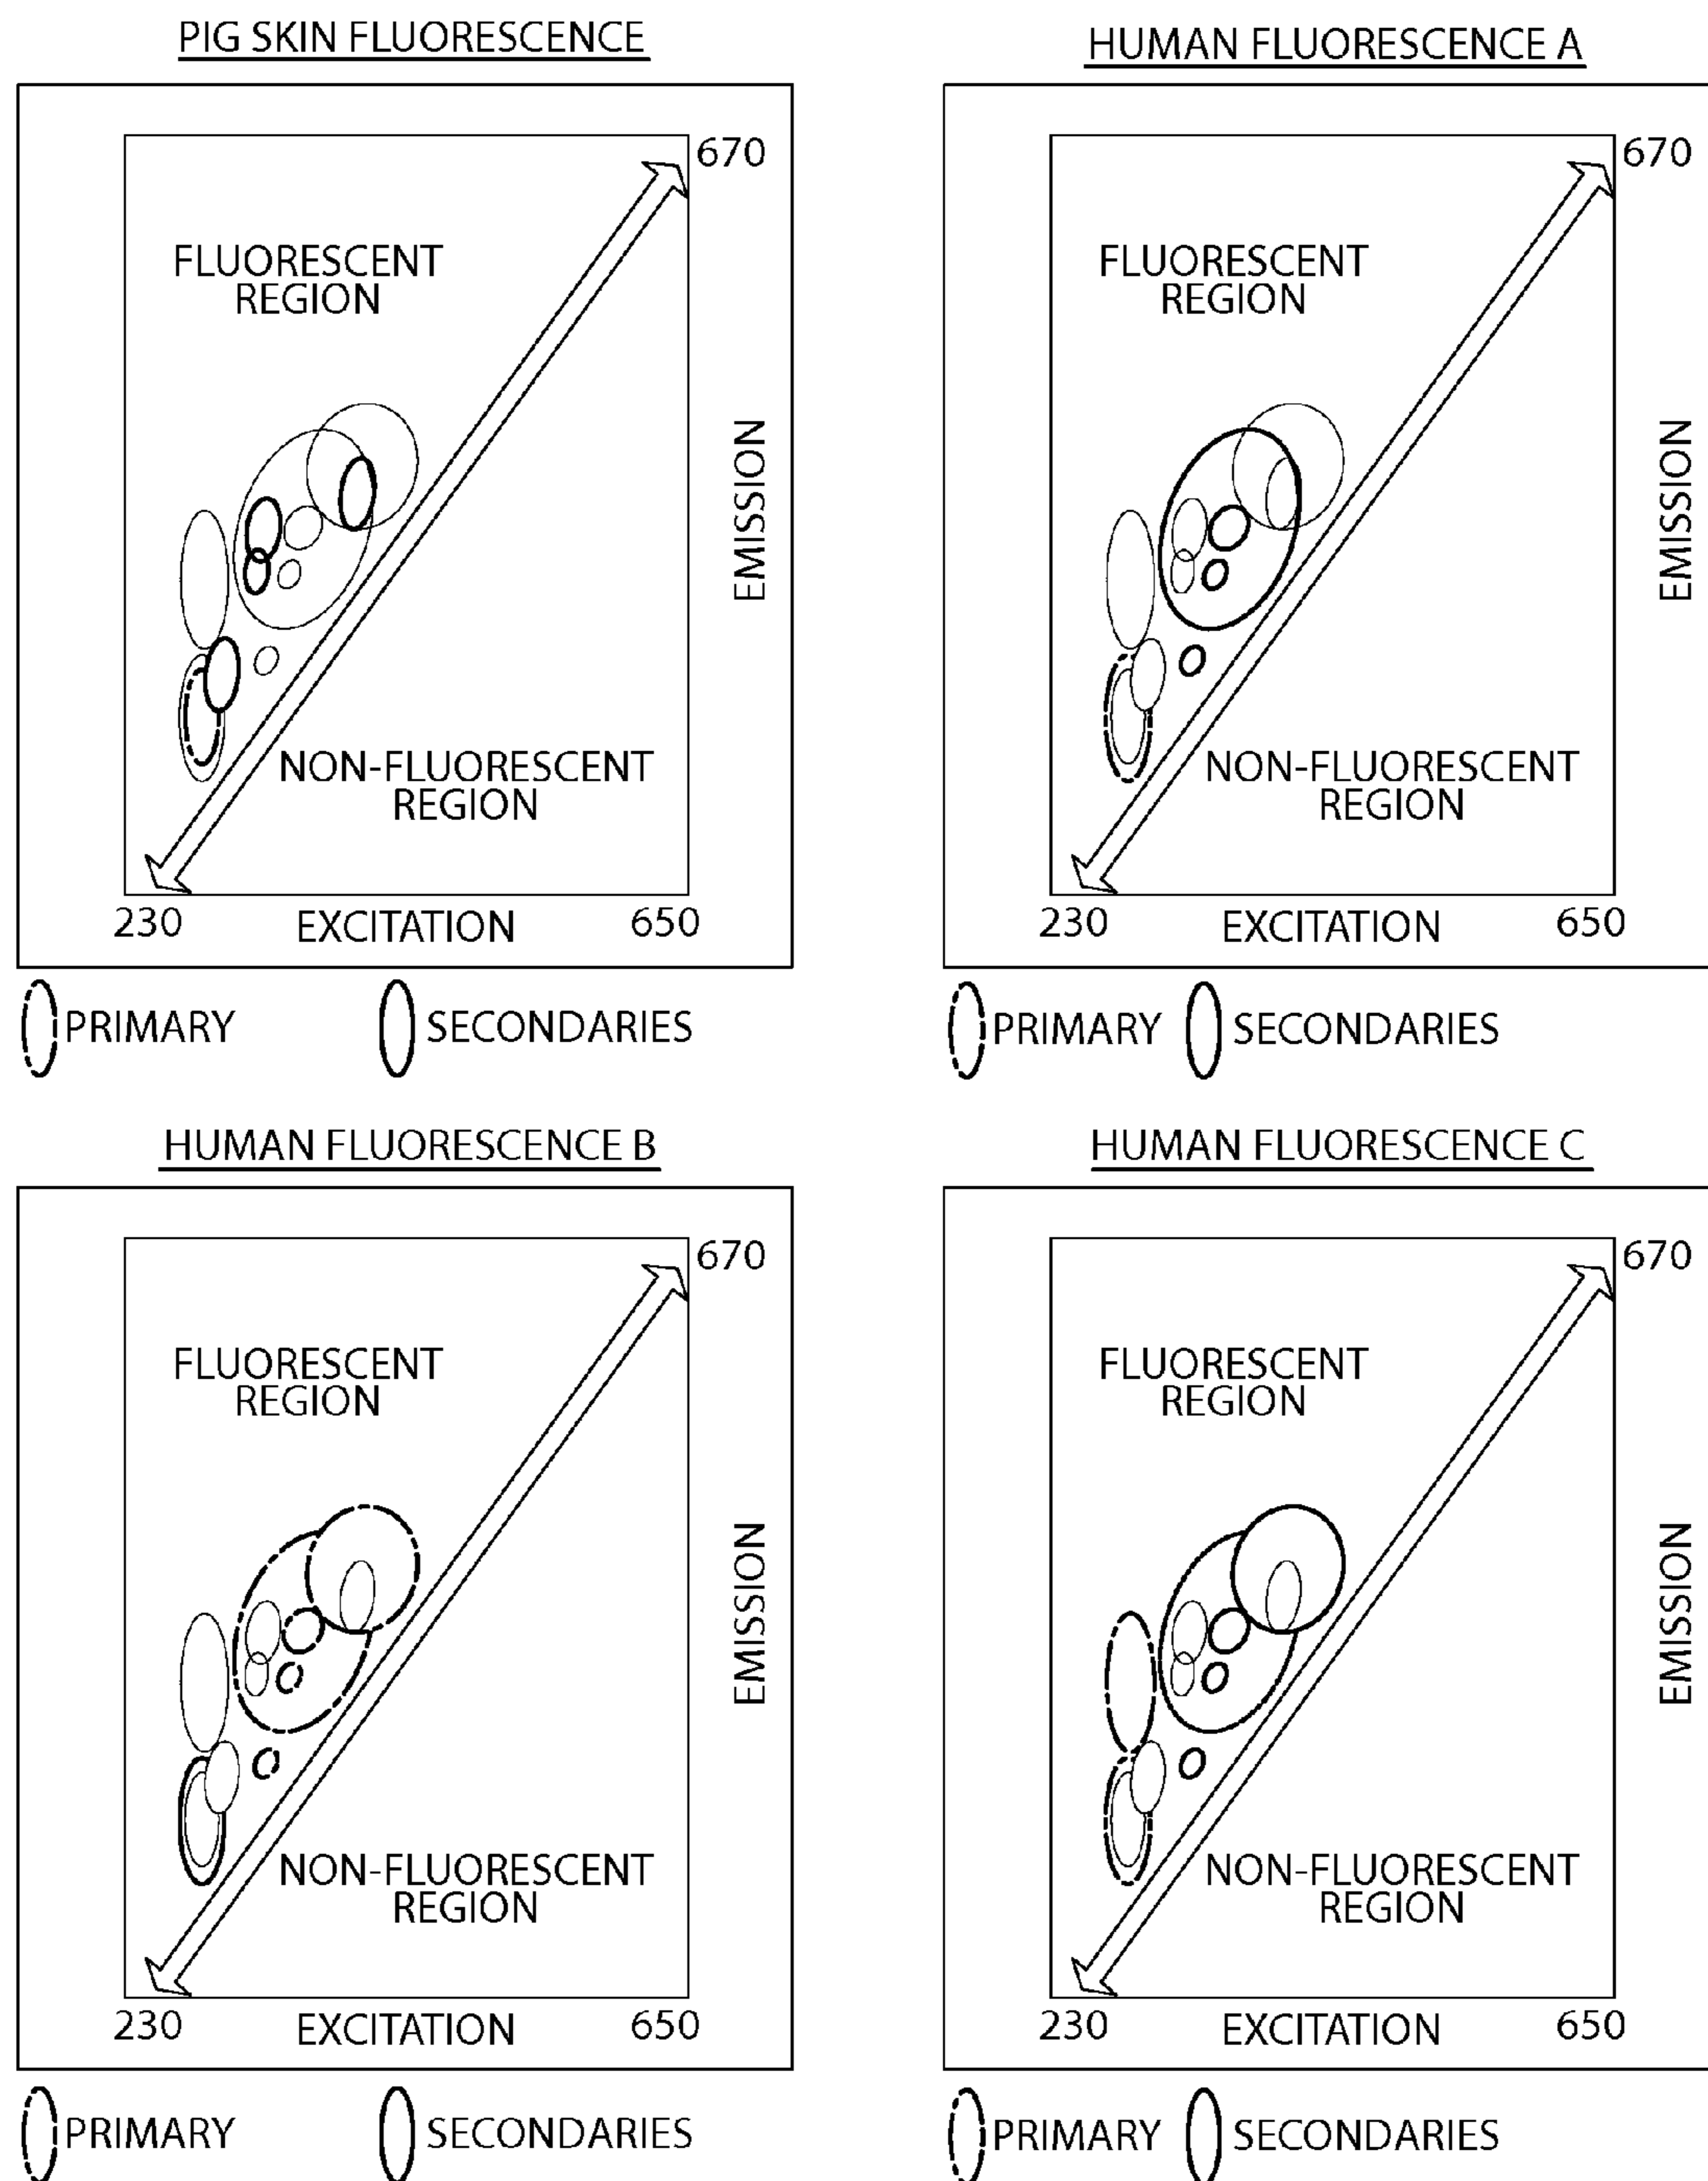 PIG SKIN FLUORESCENCE
670
FLUORESCENT
REGION
EMISSION
NON-FLUORESCENT
REGION
230 EXCITATION 650
PRIMARY SECONDARIES
HUMAN FLUORESCENCE A
670
FLUORESCENT
REGION
EMISSION
NON-FLUORESCENT
REGION
230 EXCITATION 650
PRIMARY SECONDARIES
HUMAN FLUORESCENCE B
670
FLUORESCENT
REGION
EMISSION
NON-FLUORESCENT
REGION
230 EXCITATION 650
PRIMARY SECONDARIES
HUMAN FLUORESCENCE C
670
FLUORESCENT
REGION
EMISSION
NON-FLUORESCENT
REGION
230 EXCITATION 650
PRIMARY SECONDARIES